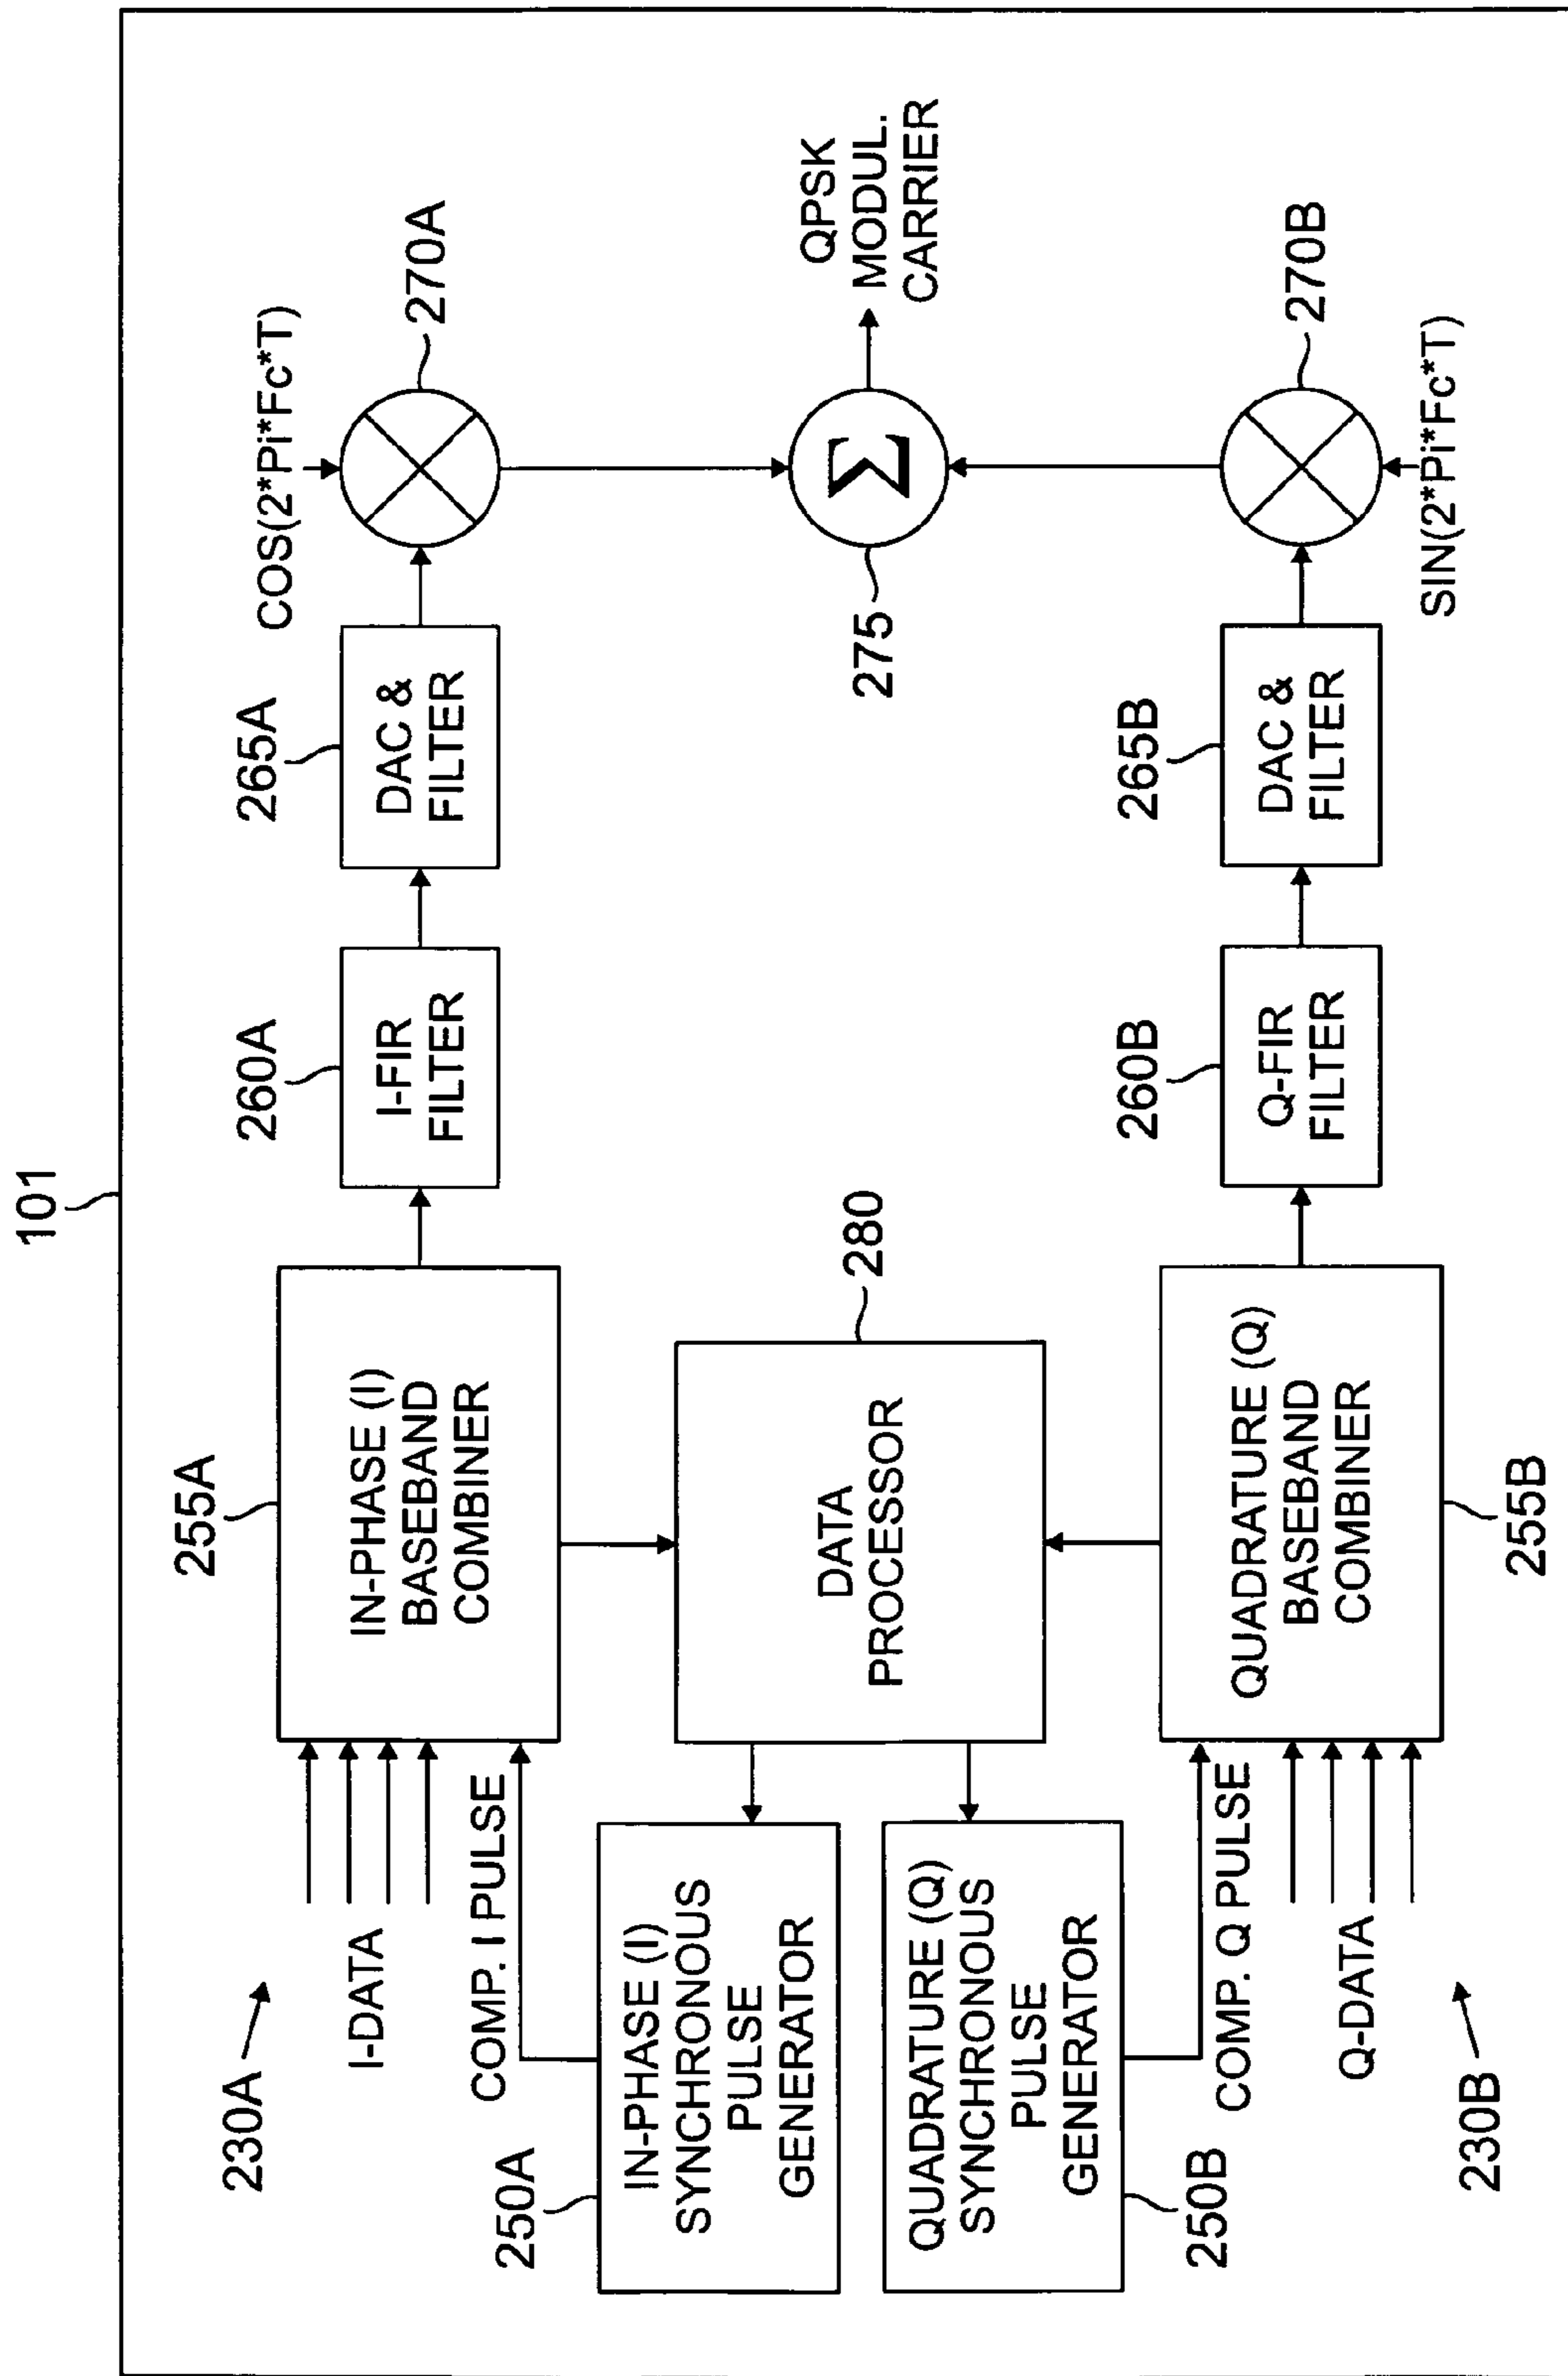 101
230A
I-DATA
COMP. I PULSE
255A
IN-PHASE (I)
BASEBAND
COMBINER
260A
I-FIR
FILTER
265A
DAC &
FILTER
COS(2*Pi*Fc*T)
270A
250A
IN-PHASE (I)
SYNCHRONOUS
PULSE
GENERATOR
DATA
PROCESSOR
280
275
Σ
QPSK
MODUL.
CARRIER
QUADRATURE (Q)
SYNCHRONOUS
PULSE
GENERATOR
250B
COMP. Q PULSE
Q-DATA
230B
QUADRATURE (Q)
BASEBAND
COMBINER
255B
260B
Q-FIR
FILTER
265B
DAC &
FILTER
270B
SIN(2*Pi*Fc*T)